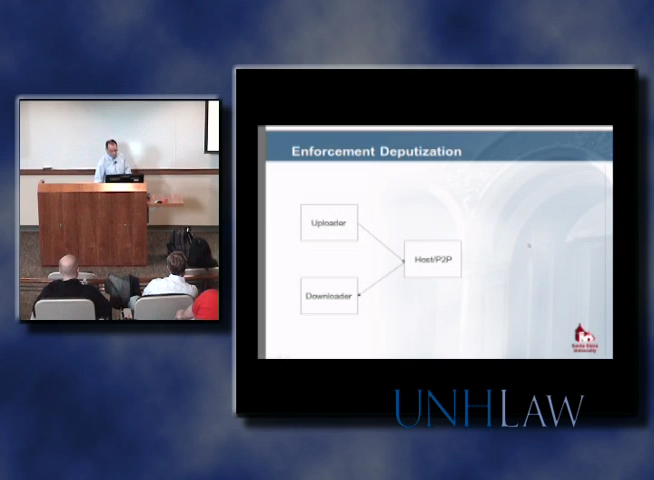 Enforcement Deputization
Uploader
Host/P2P
Downloader
Santa Clara
University
UNHLAW